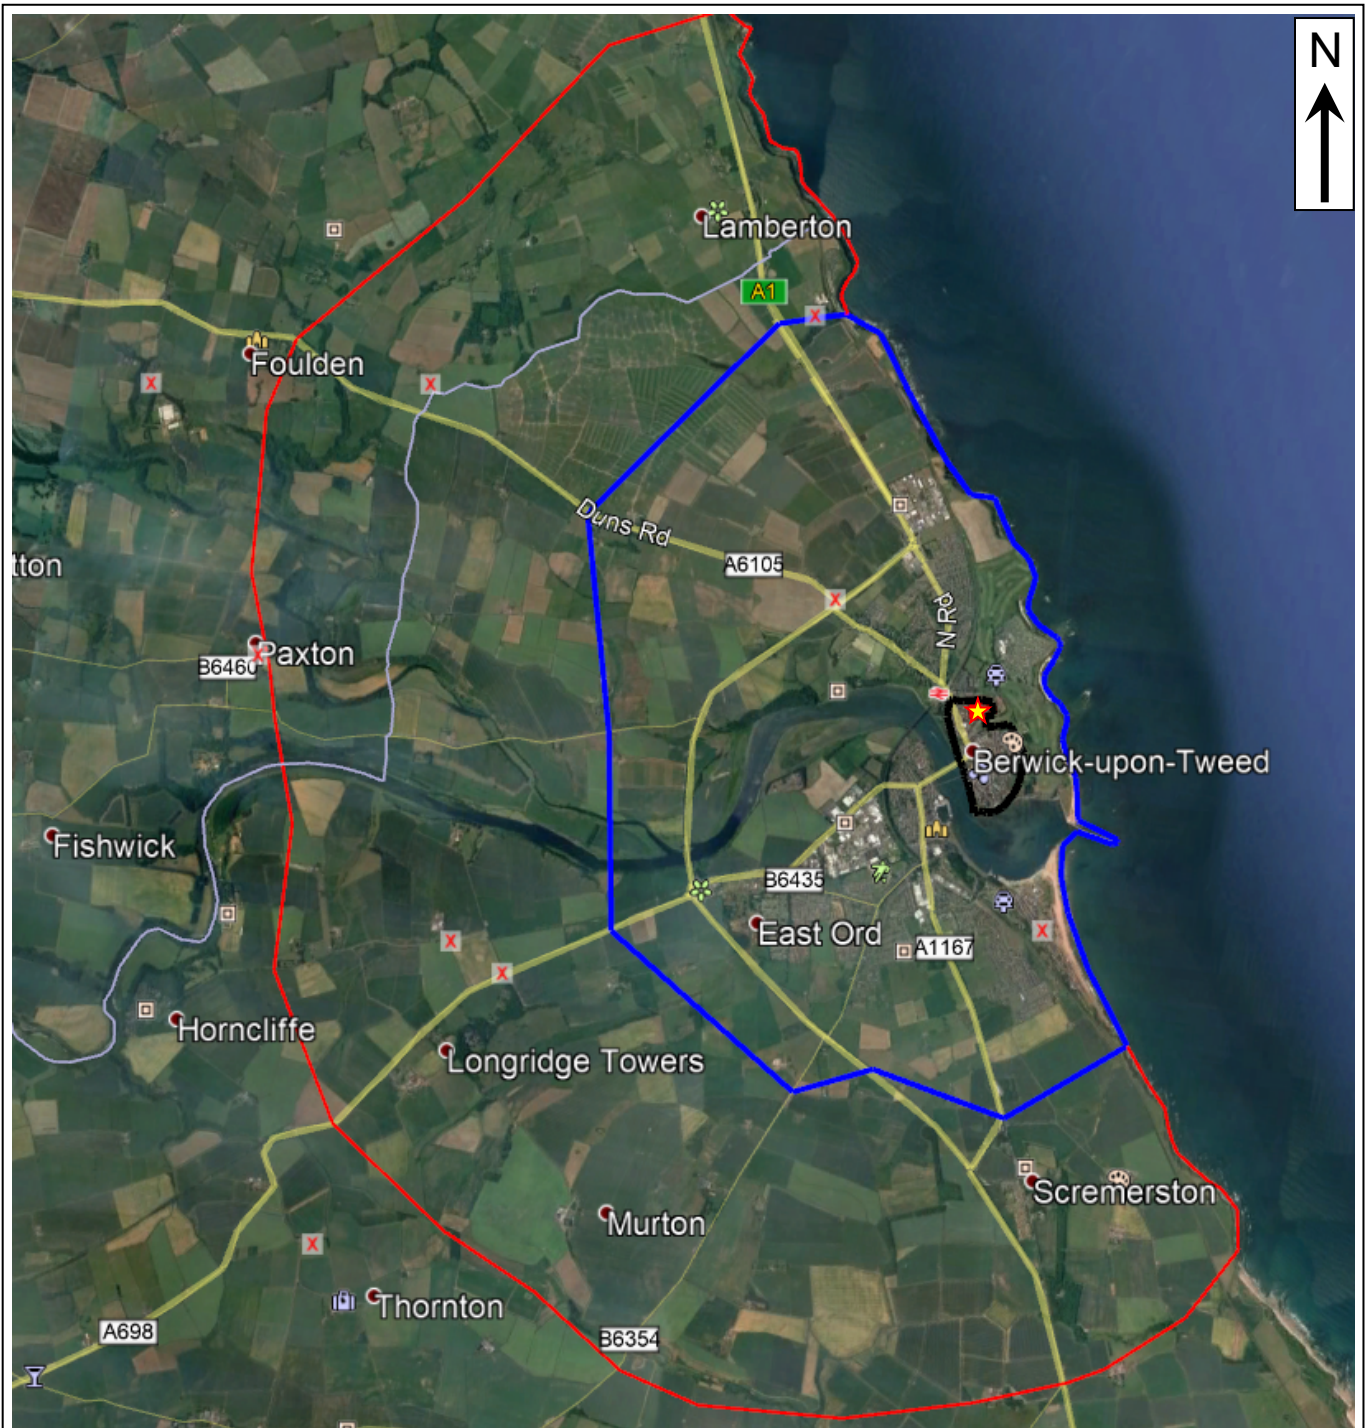 N
Lamberton
A1
Foulden
Duns Rd
A6105
tton
N Rd
Paxton
B6460
Berwick-upon-Tweed
Fishwick
B6435
East Ord
A1167
Horncliffe
Longridge Towers
Scremerston
Murton
Thornton
A698
B6354